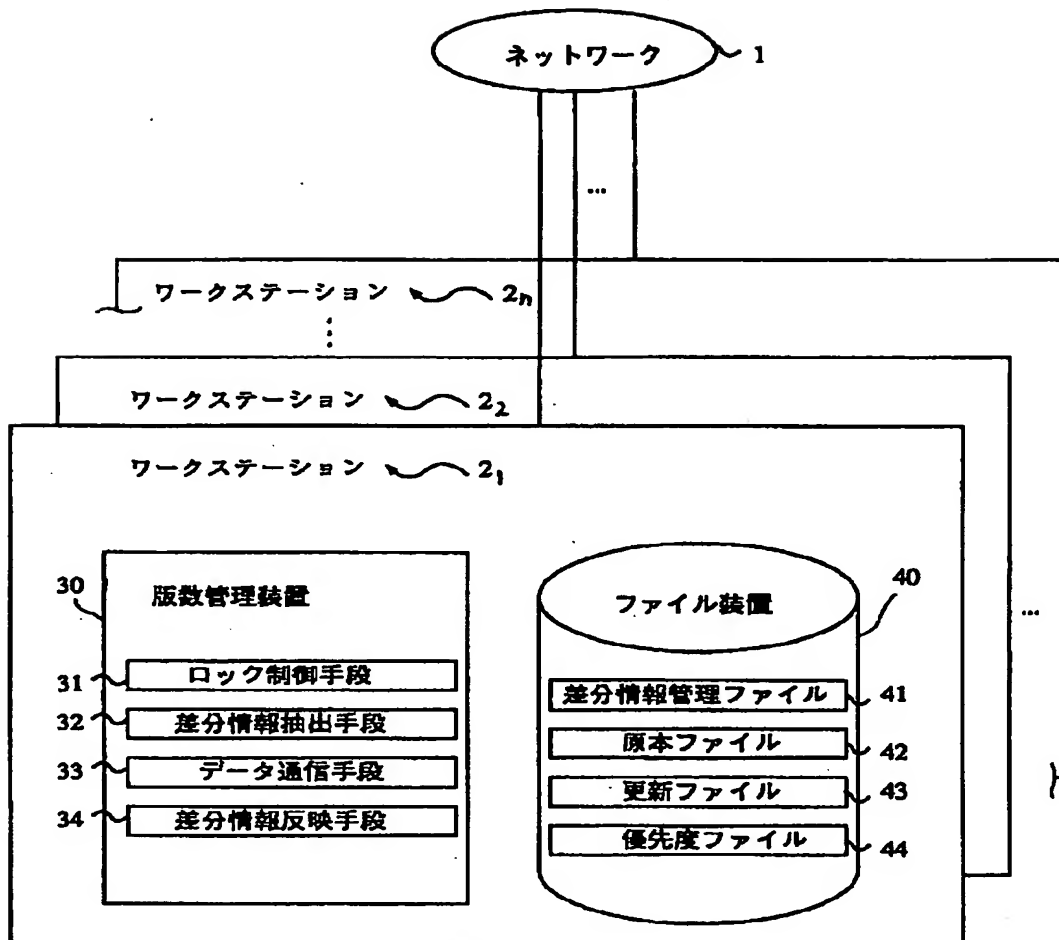 ネットワーク 1
...
ワークステーション 2n
ワークステーション 22
ワークステーション 21
30 版数管理装置
31 ロック制御手段
32 差分情報抽出手段
33 データ通信手段
34 差分情報反映手段
ファイル装置 40
差分情報管理ファイル 41
原本ファイル 42
更新ファイル 43
優先度ファイル 44
...